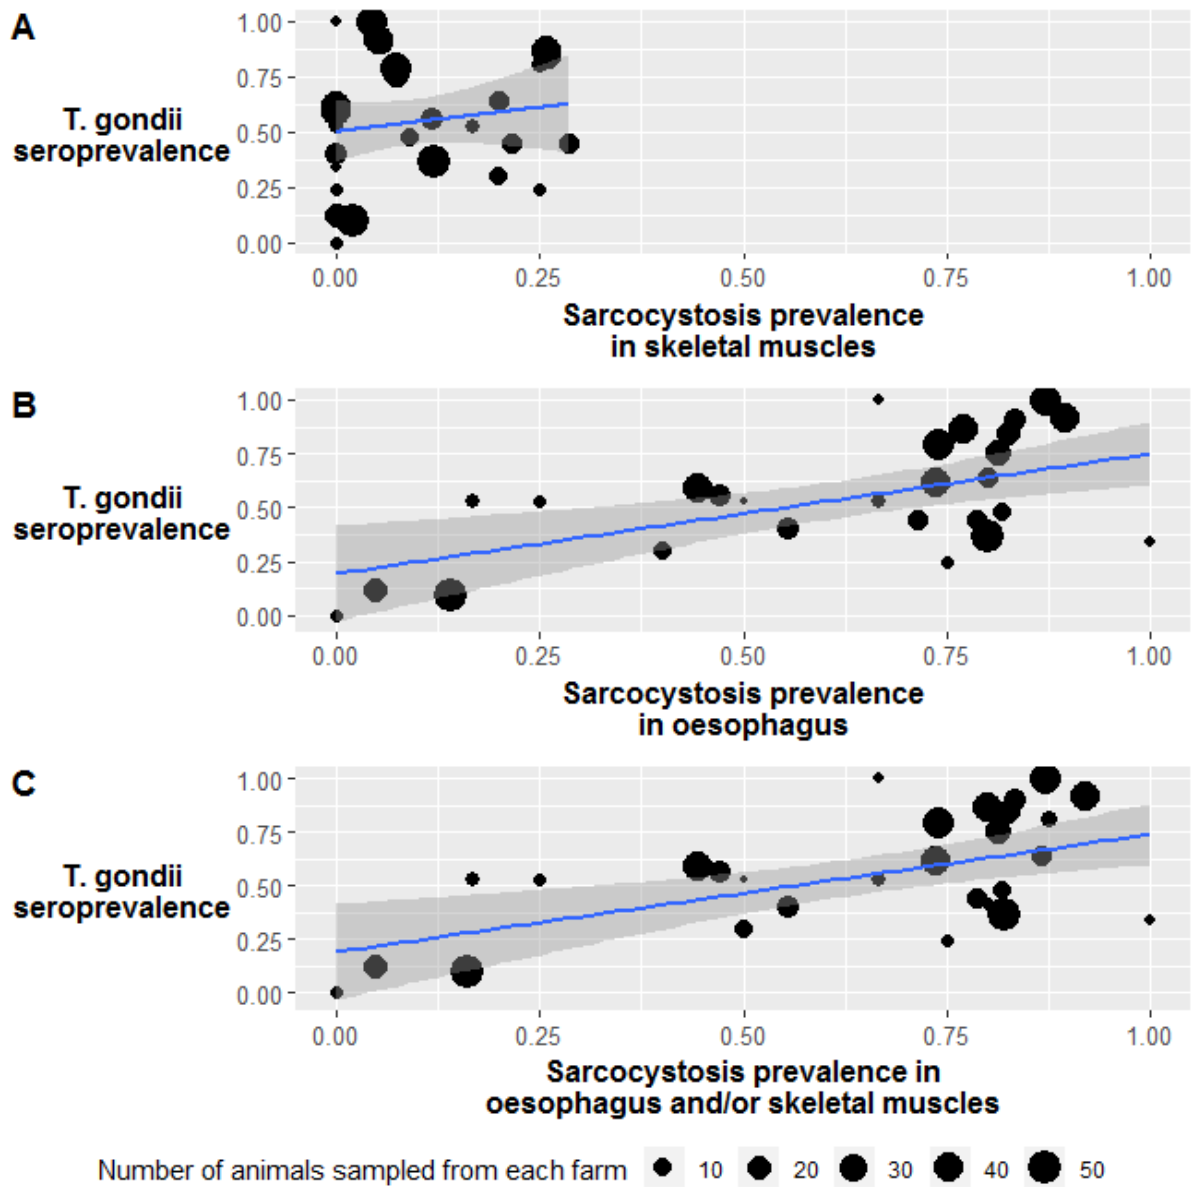 A
T. gondii
seroprevalence
1.00
0.75
0.50
0.25
0.00
0.00 0.25 0.50 0.75 1.00
Sarcocystosis prevalence
in skeletal muscles
B
T. gondii
seroprevalence
1.00
0.75
0.50
0.25
0.00
0.00 0.25 0.50 0.75 1.00
Sarcocystosis prevalence
in oesophagus
C
T. gondii
seroprevalence
1.00
0.75
0.50
0.25
0.00
0.00 0.25 0.50 0.75 1.00
Sarcocystosis prevalence in
oesophagus and/or skeletal muscles
Number of animals sampled from each farm 10 20 30 40 50